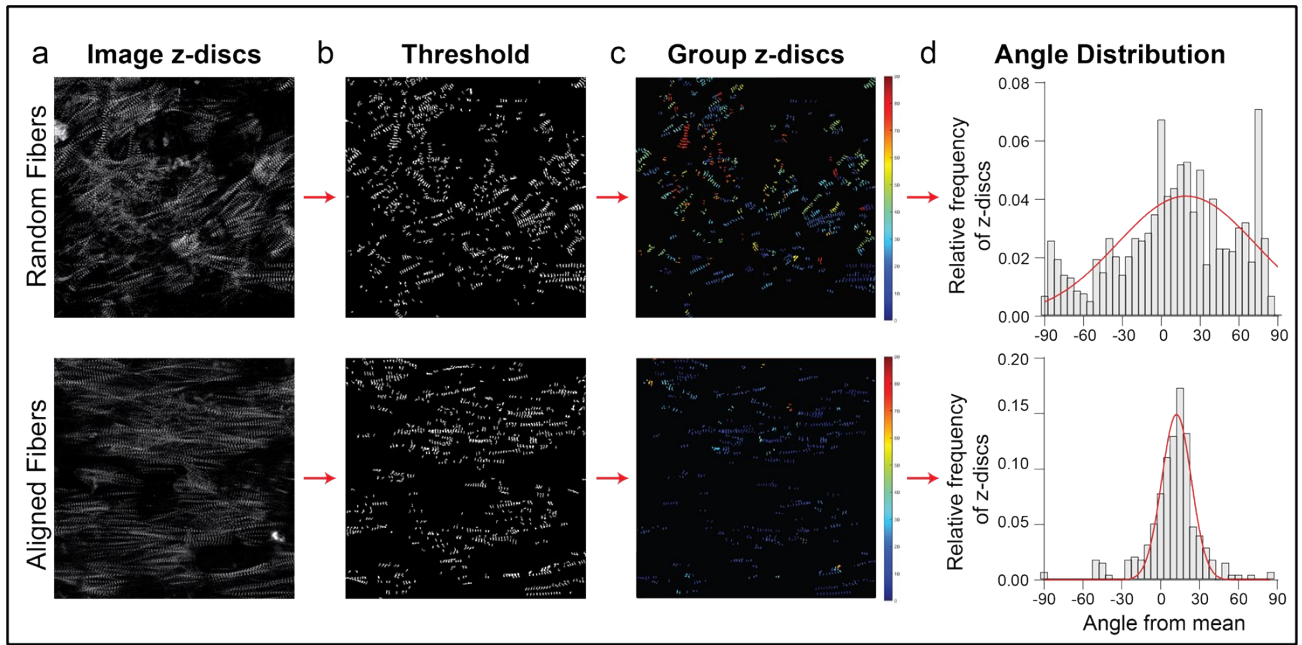 a Image z-discs
b Threshold
c Group z-discs
d Angle Distribution
Random Fibers
Relative frequency
of z-discs
0.08
0.06
0.04
0.02
0.00
-90 -60 -30 0 30 60 90
Aligned Fibers
Relative frequency
of z-discs
0.20
0.15
0.10
0.05
0.00
-90 -60 -30 0 30 60 90
Angle from mean